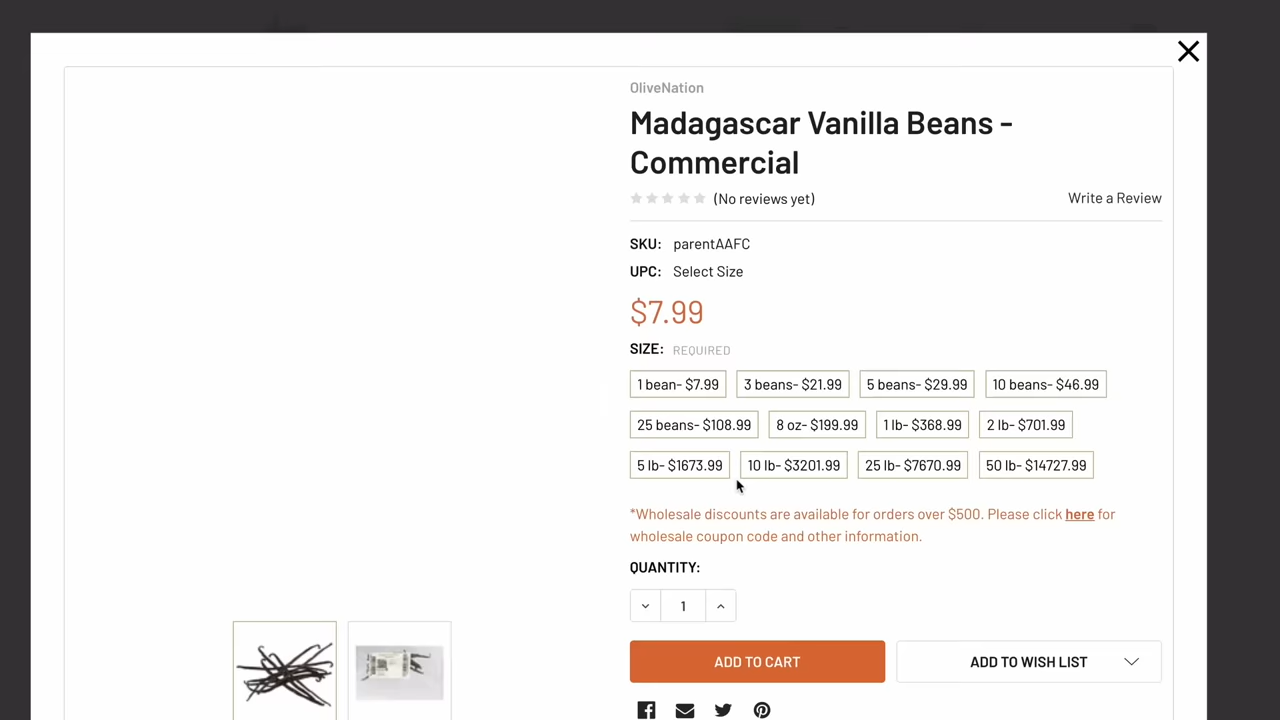 OliveNation
Madagascar Vanilla Beans -
Commercial
(No reviews yet)
Write a Review
SKU: parentAAFC
UPC: Select Size
$7.99
SIZE: REQUIRED
1 bean- $7.99
3 beans- $21.99
5 beans- $29.99
10 beans- $46.99
25 beans- $108.99
8 oz- $199.99
1 lb- $368.99
2 lb- $701.99
5 lb- $1673.99
10 lb- $3201.99
25 lb- $7670.99
50 lb- $14727.99
*Wholesale discounts are available for orders over $500. Please click here for
wholesale coupon code and other information.
QUANTITY:
1
ADD TO CART
ADD TO WISH LIST